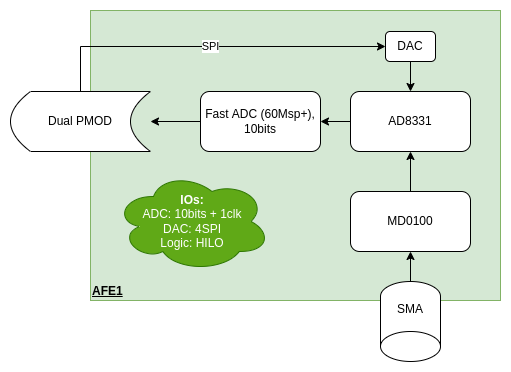 SPI
DAC
Dual PMOD
Fast ADC (60Msp+),
10bits
AD8331
IOs:
ADC: 10bits + 1clk
DAC: 4SPI
Logic: HILO
MD0100
AFE1
SMA